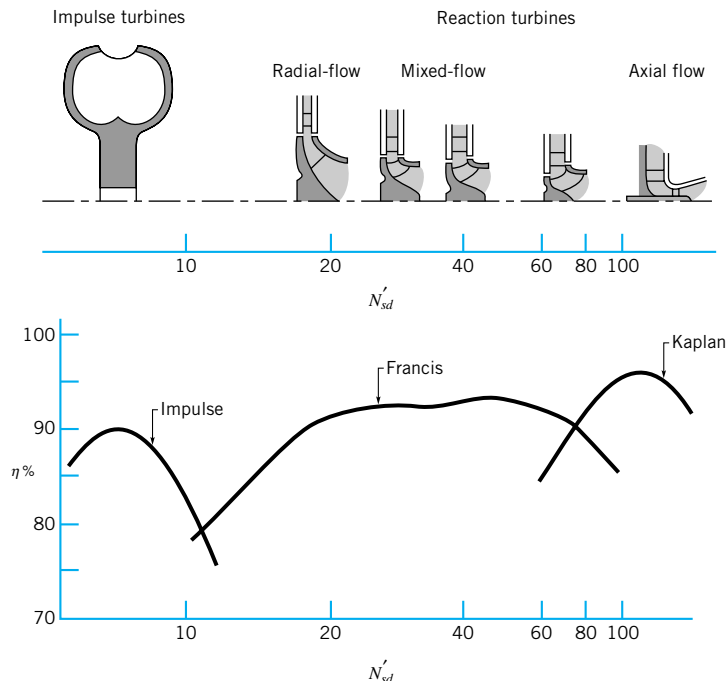 Impulse turbines
Reaction turbines
Radial-flow
Mixed-flow
Axial flow
10 20 40 60 80 100
N′sd
100
90
80
70
η%
Impulse
Francis
Kaplan
10 20 40 60 80 100
N′sd